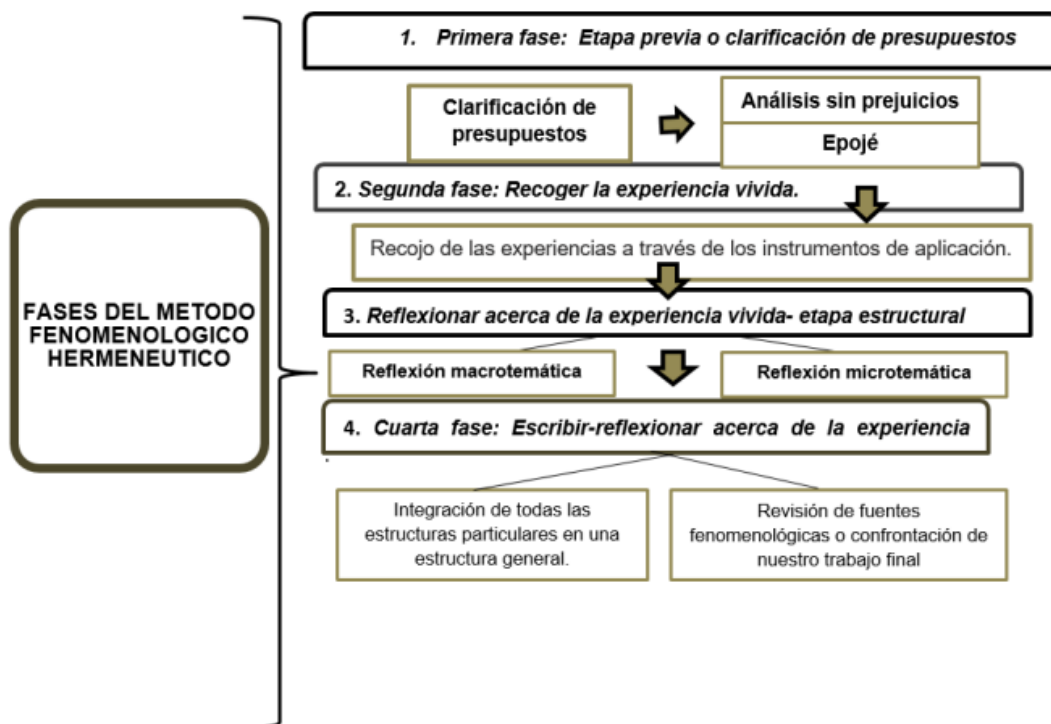 1. Primera fase: Etapa previa o clarificación de presupuestos
Clarificación de
presupuestos
Análisis sin prejuicios
Epojé
2. Segunda fase: Recoger la experiencia vivida.
Recojo de las experiencias a través de los instrumentos de aplicación.
FASES DEL METODO
FENOMENOLOGICO
HERMENEUTICO
3. Reflexionar acerca de la experiencia vivida- etapa estructural
Reflexión macrotemática
Reflexión microtemática
4. Cuarta fase: Escribir-reflexionar acerca de la experiencia
.
Integración de todas las
estructuras particulares en una
estructura general.
Revisión de fuentes
fenomenológicas o confrontación de
nuestro trabajo final